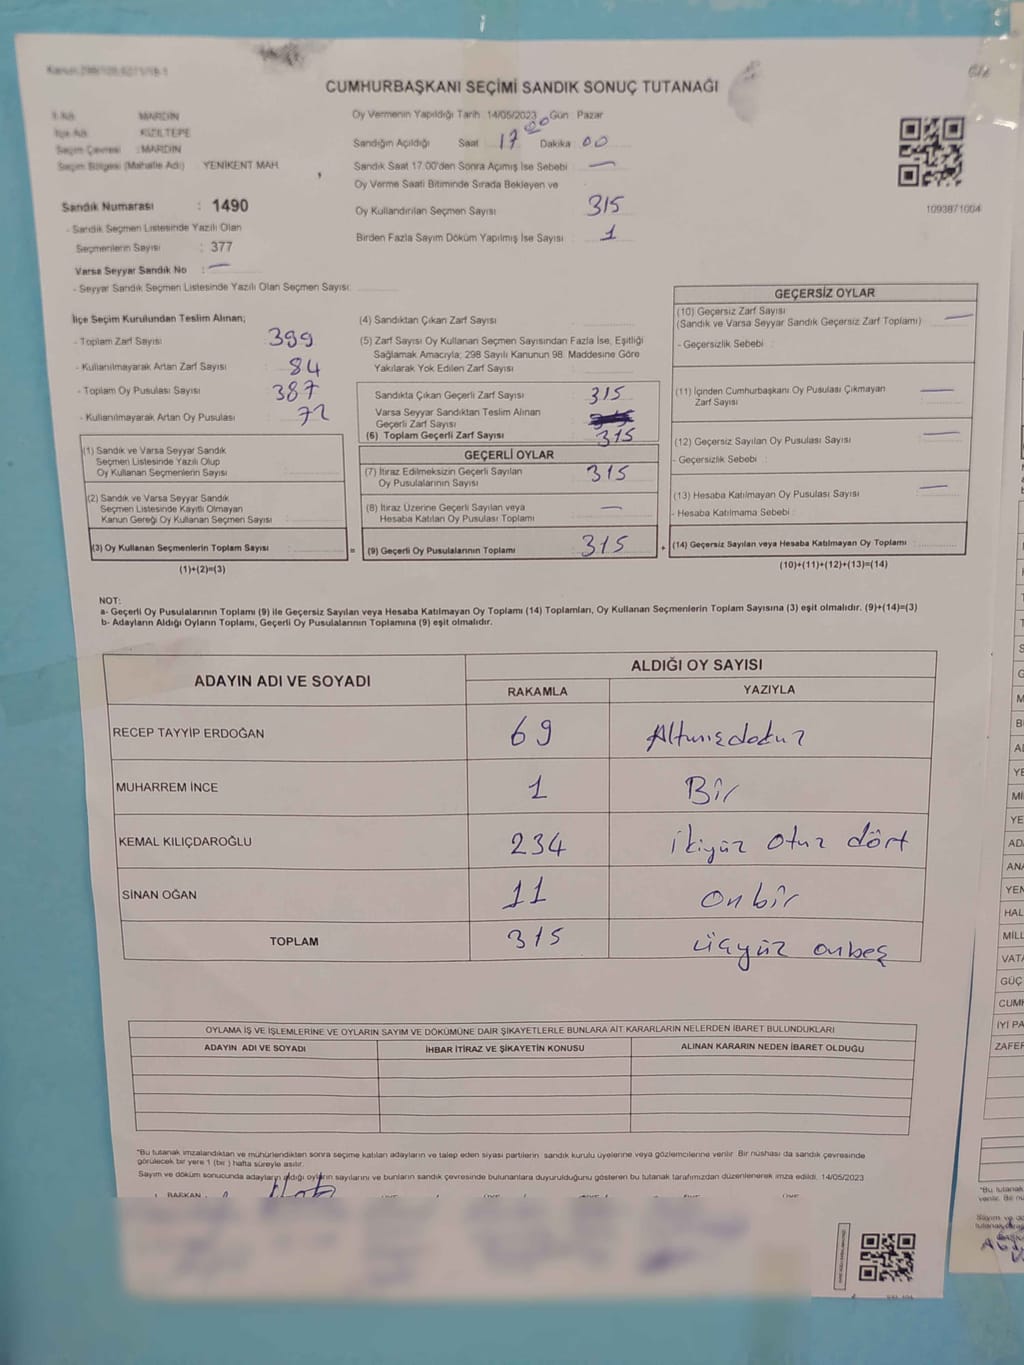 CUMHURBAŞKANI SEÇİMİ SANDIK SONUÇ TUTANAĞI
İl Adı : MARDİN
İlçe Adı : KIZILTEPE
Seçim Çevresi : MARDİN
Seçim Bölgesi (Mahalle Adı) : YENİKENT MAH.
Sandık Numarası : 1490
- Sandık Seçmen Listesinde Yazılı Olan
Seçmenlerin Sayısı : 377
Varsa Seyyar Sandık No : —
- Seyyar Sandık Seçmen Listesinde Yazılı Olan Seçmen Sayısı:
Oy Vermenin Yapıldığı Tarih 14/05/2023 Gün Pazar
Sandığın Açıldığı Saat 17 00 Dakika 00
Sandık Saat 17.00'den Sonra Açılmış İse Sebebi : —
Oy Verme Saati Bitiminde Sırada Bekleyen ve
Oy Kullandırılan Seçmen Sayısı : 315
Birden Fazla Sayım Döküm Yapılmış İse Sayısı : 1
1093871004
İlçe Seçim Kurulundan Teslim Alınan;
- Toplam Zarf Sayısı : 399
- Kullanılmayarak Artan Zarf Sayısı : 84
- Toplam Oy Pusulası Sayısı : 387
- Kullanılmayarak Artan Oy Pusulası : 72
(1) Sandık ve Varsa Seyyar Sandık
Seçmen Listesinde Yazılı Olup
Oy Kullanan Seçmenlerin Sayısı
(2) Sandık ve Varsa Seyyar Sandık
Seçmen Listesinde Kayıtlı Olmayan
Kanun Gereği Oy Kullanan Seçmen Sayısı
(3) Oy Kullanan Seçmenlerin Toplam Sayısı
(1)+(2)=(3)
(4) Sandıktan Çıkan Zarf Sayısı
(5) Zarf Sayısı Oy Kullanan Seçmen Sayısından Fazla İse, Eşitliği
Sağlamak Amacıyla; 298 Sayılı Kanunun 98. Maddesine Göre
Yakılarak Yok Edilen Zarf Sayısı
Sandıkta Çıkan Geçerli Zarf Sayısı : 315
Varsa Seyyar Sandıktan Teslim Alınan
Geçerli Zarf Sayısı
(6) Toplam Geçerli Zarf Sayısı : 315
GEÇERLİ OYLAR
(7) İtiraz Edilmeksizin Geçerli Sayılan
Oy Pusulalarının Sayısı : 315
(8) İtiraz Üzerine Geçerli Sayılan veya
Hesaba Katılan Oy Pusulası Toplamı : —
= (9) Geçerli Oy Pusulalarının Toplamı : 315
GEÇERSİZ OYLAR
(10) Geçersiz Zarf Sayısı
(Sandık ve Varsa Seyyar Sandık Geçersiz Zarf Toplamı) : —
- Geçersizlik Sebebi :
(11) İçinden Cumhurbaşkanı Oy Pusulası Çıkmayan
Zarf Sayısı : —
(12) Geçersiz Sayılan Oy Pusulası Sayısı : —
- Geçersizlik Sebebi :
(13) Hesaba Katılmayan Oy Pusulası Sayısı : —
- Hesaba Katılmama Sebebi :
+ (14) Geçersiz Sayılan veya Hesaba Katılmayan Oy Toplamı :
(10)+(11)+(12)+(13)=(14)
NOT:
a- Geçerli Oy Pusulalarının Toplamı (9) ile Geçersiz Sayılan veya Hesaba Katılmayan Oy Toplamı (14) Toplamları, Oy Kullanan Seçmenlerin Toplam Sayısına (3) eşit olmalıdır. (9)+(14)=(3)
b- Adayların Aldığı Oyların Toplamı, Geçerli Oy Pusulalarının Toplamına (9) eşit olmalıdır.
ADAYIN ADI VE SOYADI ALDIĞI OY SAYISI
RAKAMLA YAZIYLA
RECEP TAYYİP ERDOĞAN 69 Altmışdokuz
MUHARREM İNCE 1 Bir
KEMAL KILIÇDAROĞLU 234 ikiyüz otuz dört
SİNAN OĞAN 11 onbir
TOPLAM 315 üçyüz onbeş
OYLAMA İŞ VE İŞLEMLERİNE VE OYLARIN SAYIM VE DÖKÜMÜNE DAİR ŞİKAYETLERLE BUNLARA AİT KARARLARIN NELERDEN İBARET BULUNDUKLARI
ADAYIN ADI VE SOYADI İHBAR İTİRAZ VE ŞİKAYETİN KONUSU ALINAN KARARIN NEDEN İBARET OLDUĞU
"Bu tutanak imzalandıktan ve mühürlendikten sonra seçime katılan adayların ve talep eden siyasi partilerin sandık kurulu üyelerine veya gözlemcilerine verilir. Bir nüshası da sandık çevresinde
görülecek bir yere 1 (bir) hafta süreyle asılır.
Sayım ve döküm sonucunda adayların aldığı oyların sayılarını ve bunların sandık çevresinde bulunanlara duyurulduğunu gösteren bu tutanak tarafımızdan düzenlenerek imza edildi. 14/05/2023
BAŞKAN